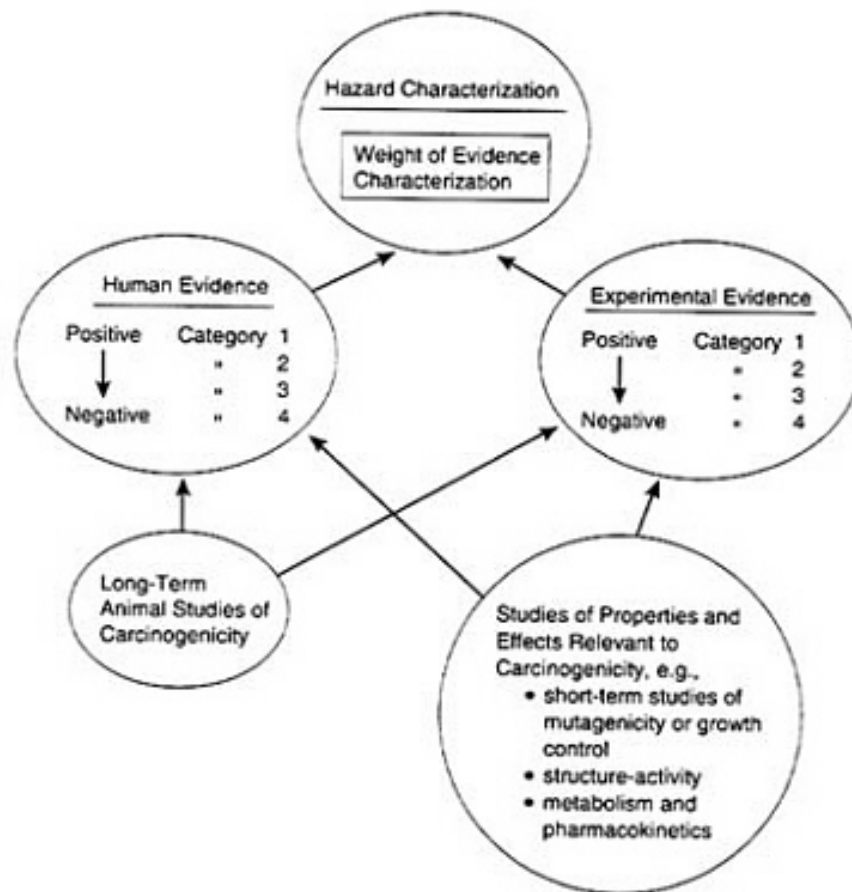 Hazard Characterization
Weight of Evidence
Characterization
Human Evidence
Positive Category 1
" 2
" 3
Negative " 4
Experimental Evidence
Positive Category 1
" 2
" 3
Negative " 4
Long-Term
Animal Studies of
Carcinogenicity
Studies of Properties and
Effects Relevant to
Carcinogenicity, e.g.,
• short-term studies of
mutagenicity or growth
control
• structure-activity
• metabolism and
pharmacokinetics